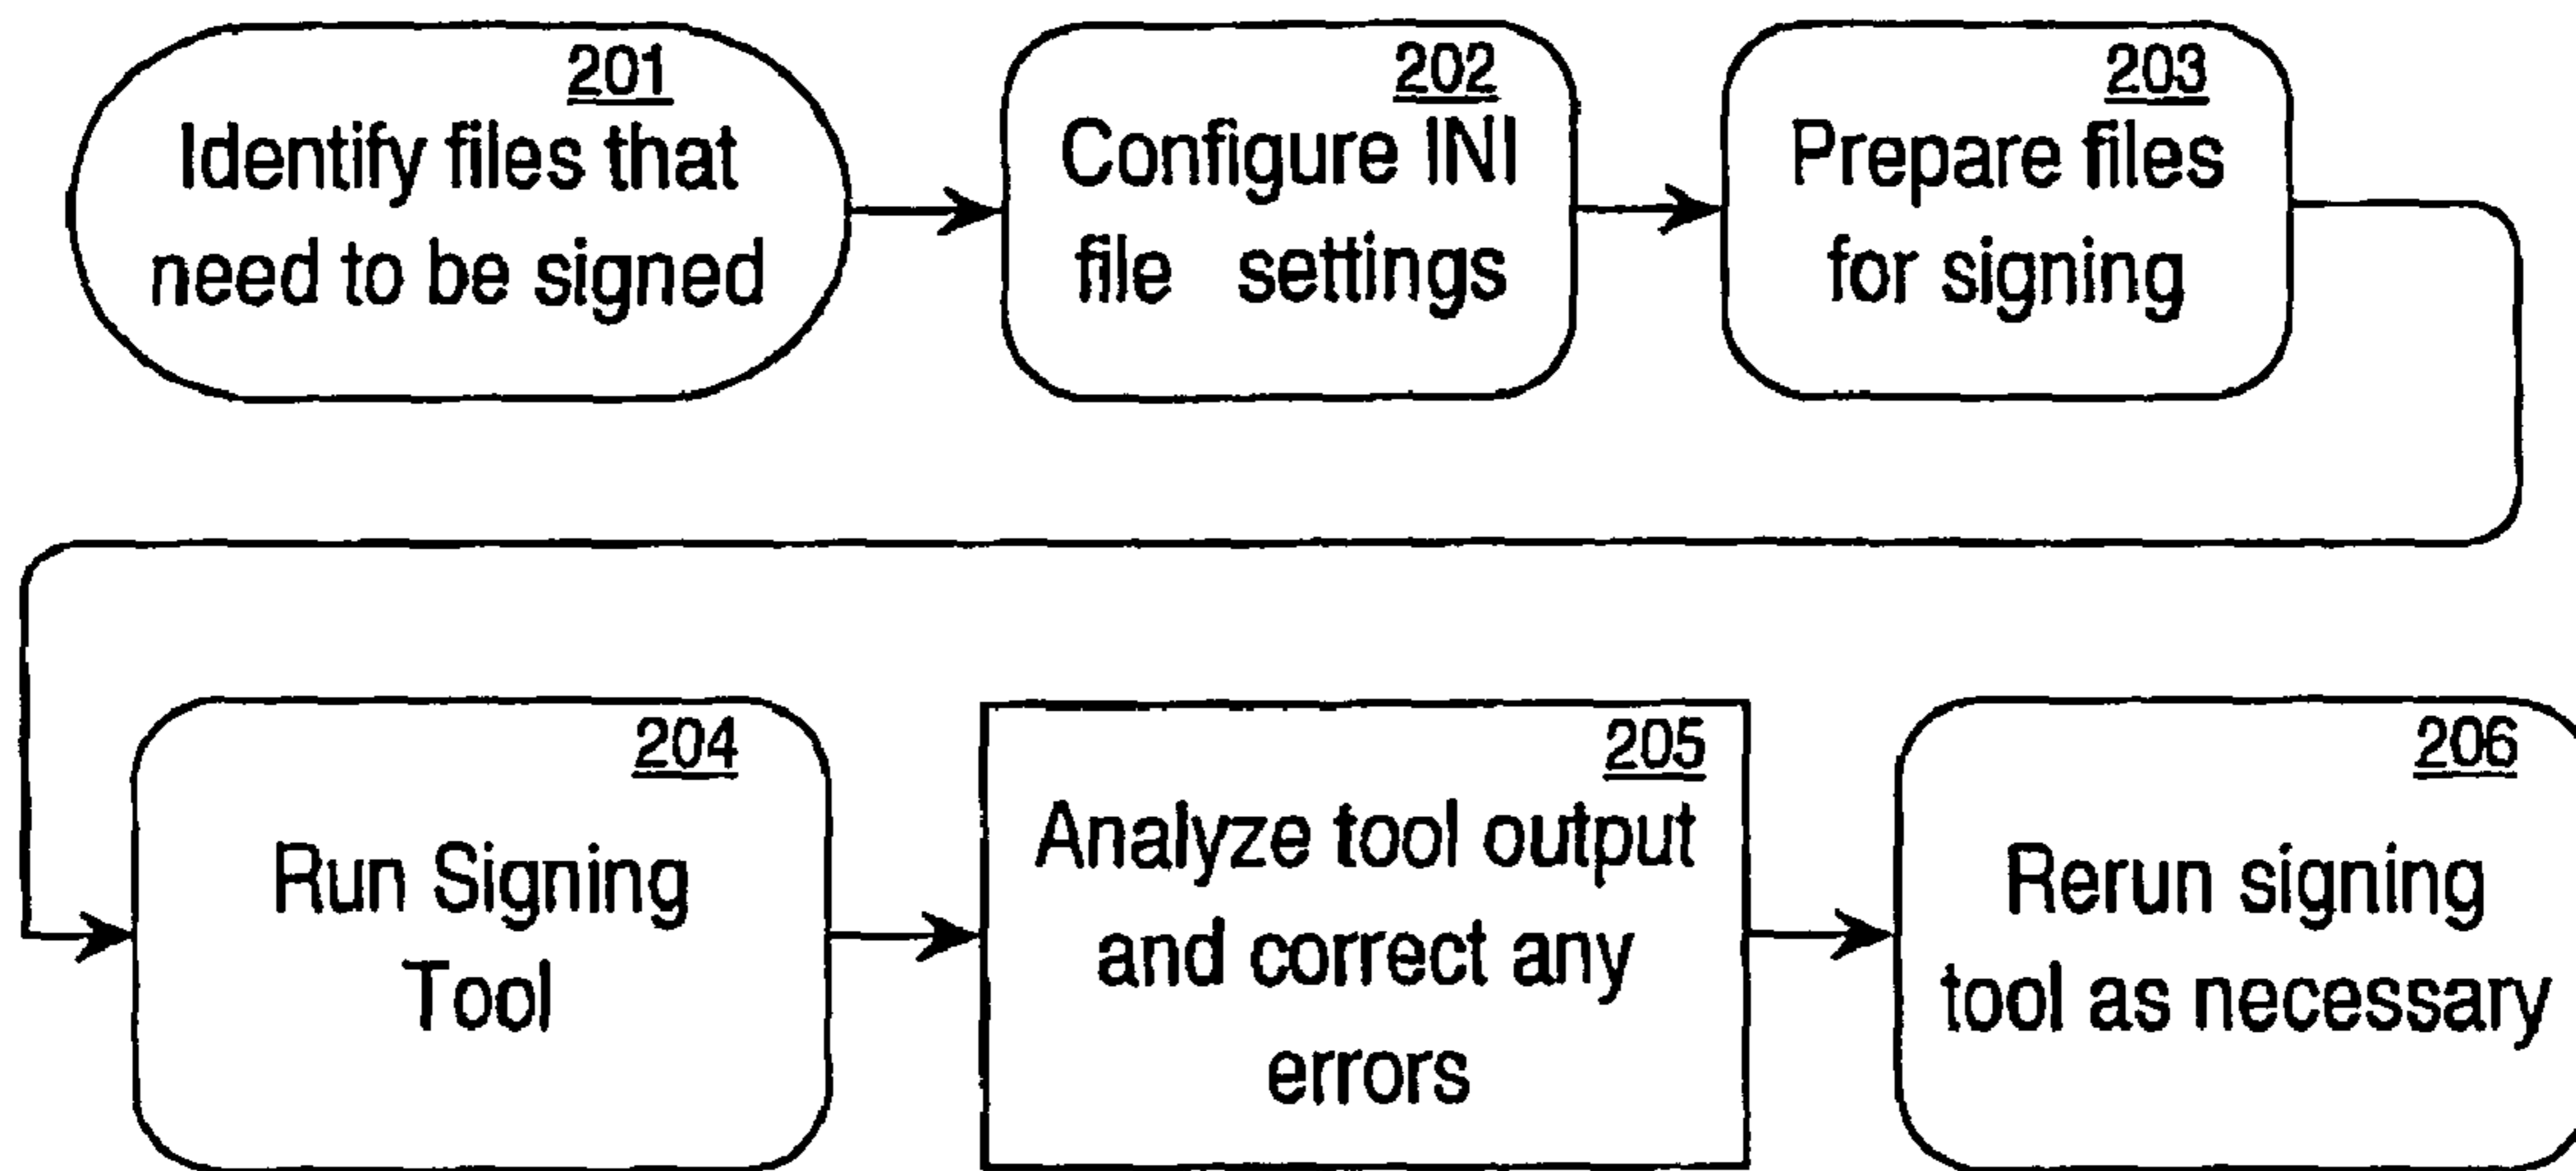 201
Identify files that
need to be signed
202
Configure INI
file settings
203
Prepare files
for signing
204
Run Signing
Tool
205
Analyze tool output
and correct any
errors
206
Rerun signing
tool as necessary